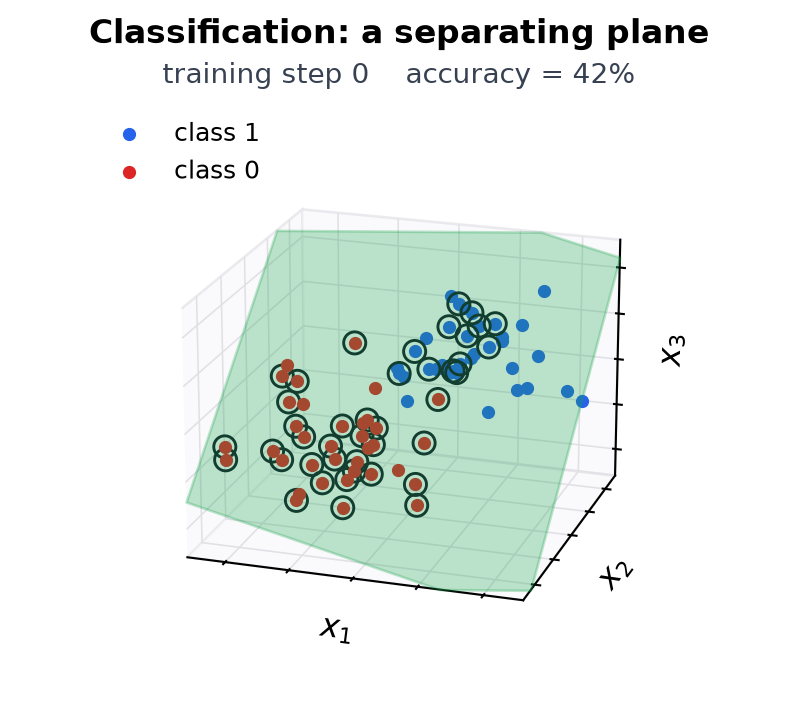 Classification: a separating plane
training step 0    accuracy = 42%
class 1
class 0
x₃
x₂
x₁